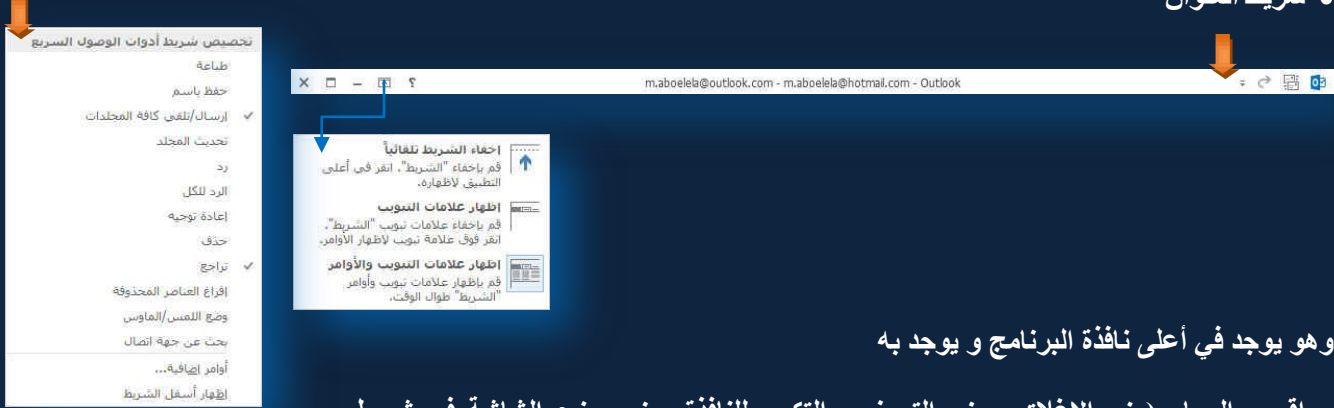 شريط العنوان
m.aboelela@outlook.com - m.aboelela@hotmail.com - Outlook
?
تخصيص شريط أدوات الوصول السريع
طباعة
حفظ باسم
✓ إرسال/تلقي كافة المجلدات
تحديث المجلد
رد
الرد للكل
إعادة توجيه
حذف
✓ تراجع
إفراغ العناصر المحذوفة
وضع اللمس/الماوس
بحث عن جهة اتصال
أوامر إضافية...
إظهار أسفل الشريط
إخفاء الشريط تلقائياً
قم بإخفاء "الشريط". انقر في أعلى
التطبيق لإظهاره.
إظهار علامات التبويب
قم بإخفاء علامات تبويب "الشريط".
انقر فوق علامة تبويب لإظهار الأوامر.
إظهار علامات التبويب والأوامر
قم بإظهار علامات تبويب وأوامر
"الشريط" طوال الوقت.
وهو يوجد في أعلى نافذة البرنامج و يوجد به